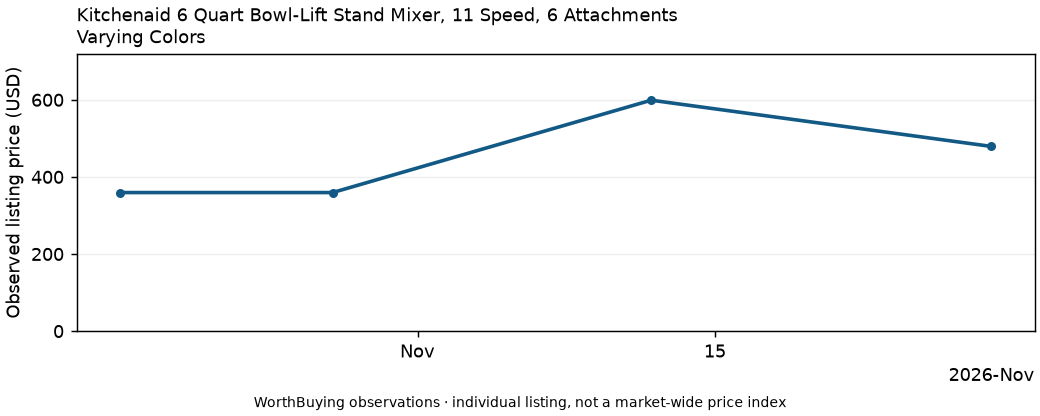 Kitchenaid 6 Quart Bowl-Lift Stand Mixer, 11 Speed, 6 Attachments
Varying Colors
Observed listing price (USD)
600
400
200
0
Nov
15
2026-Nov
WorthBuying observations · individual listing, not a market-wide price index